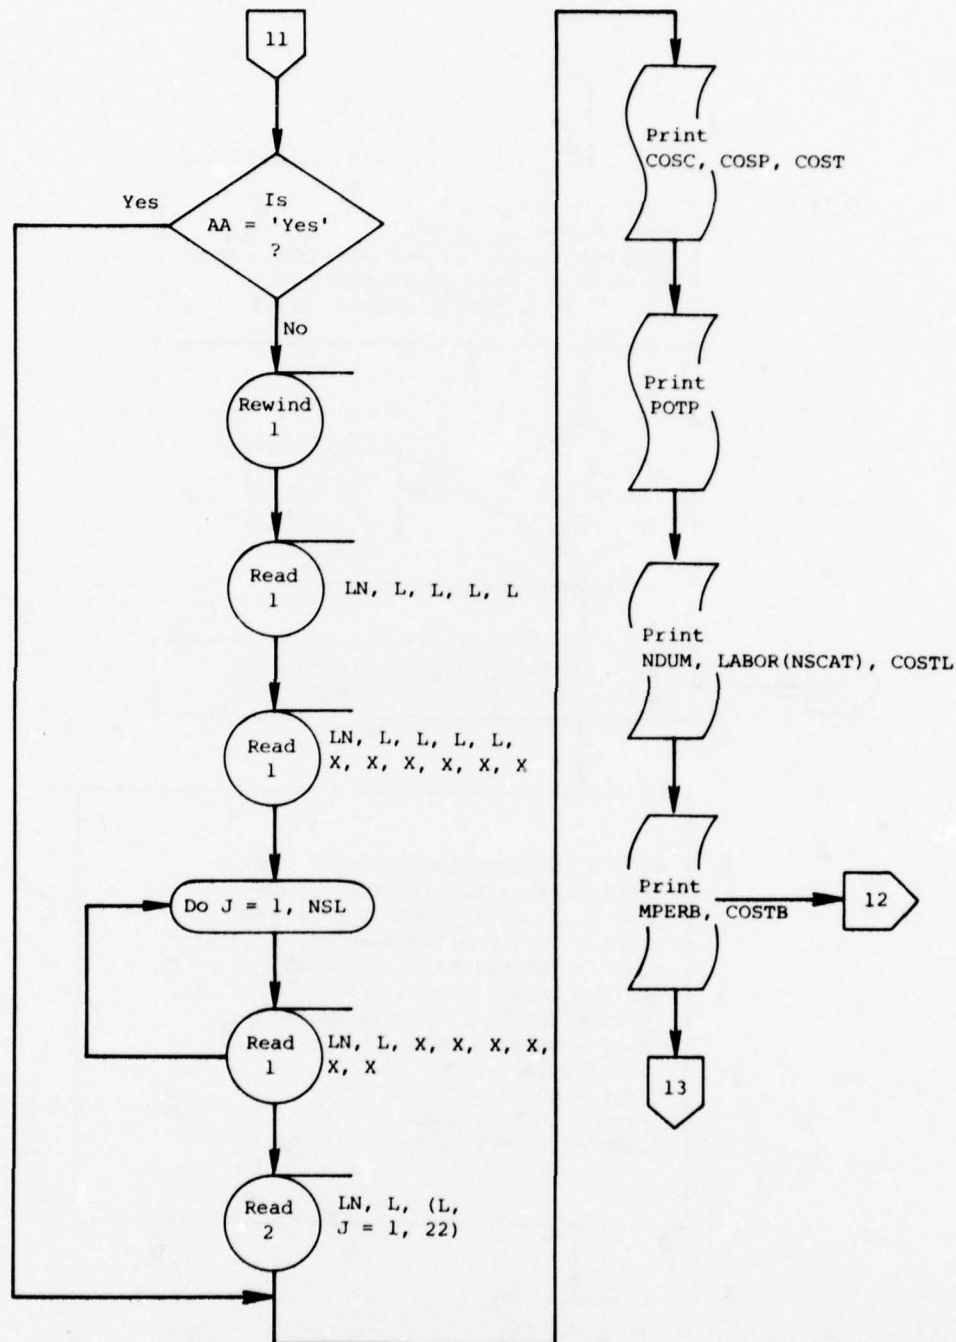 11
Is
AA = 'Yes'
?
Yes
No
Rewind
1
Read
1
LN, L, L, L, L
Read
1
LN, L, L, L, L,
X, X, X, X, X, X
Do J = 1, NSL
Read
1
LN, L, X, X, X, X,
X, X
Read
2
LN, L, (L,
J = 1, 22)
Print
COSC, COSP, COST
Print
POTP
Print
NDUM, LABOR(NSCAT), COSTL
Print
MPERB, COSTB
12
13